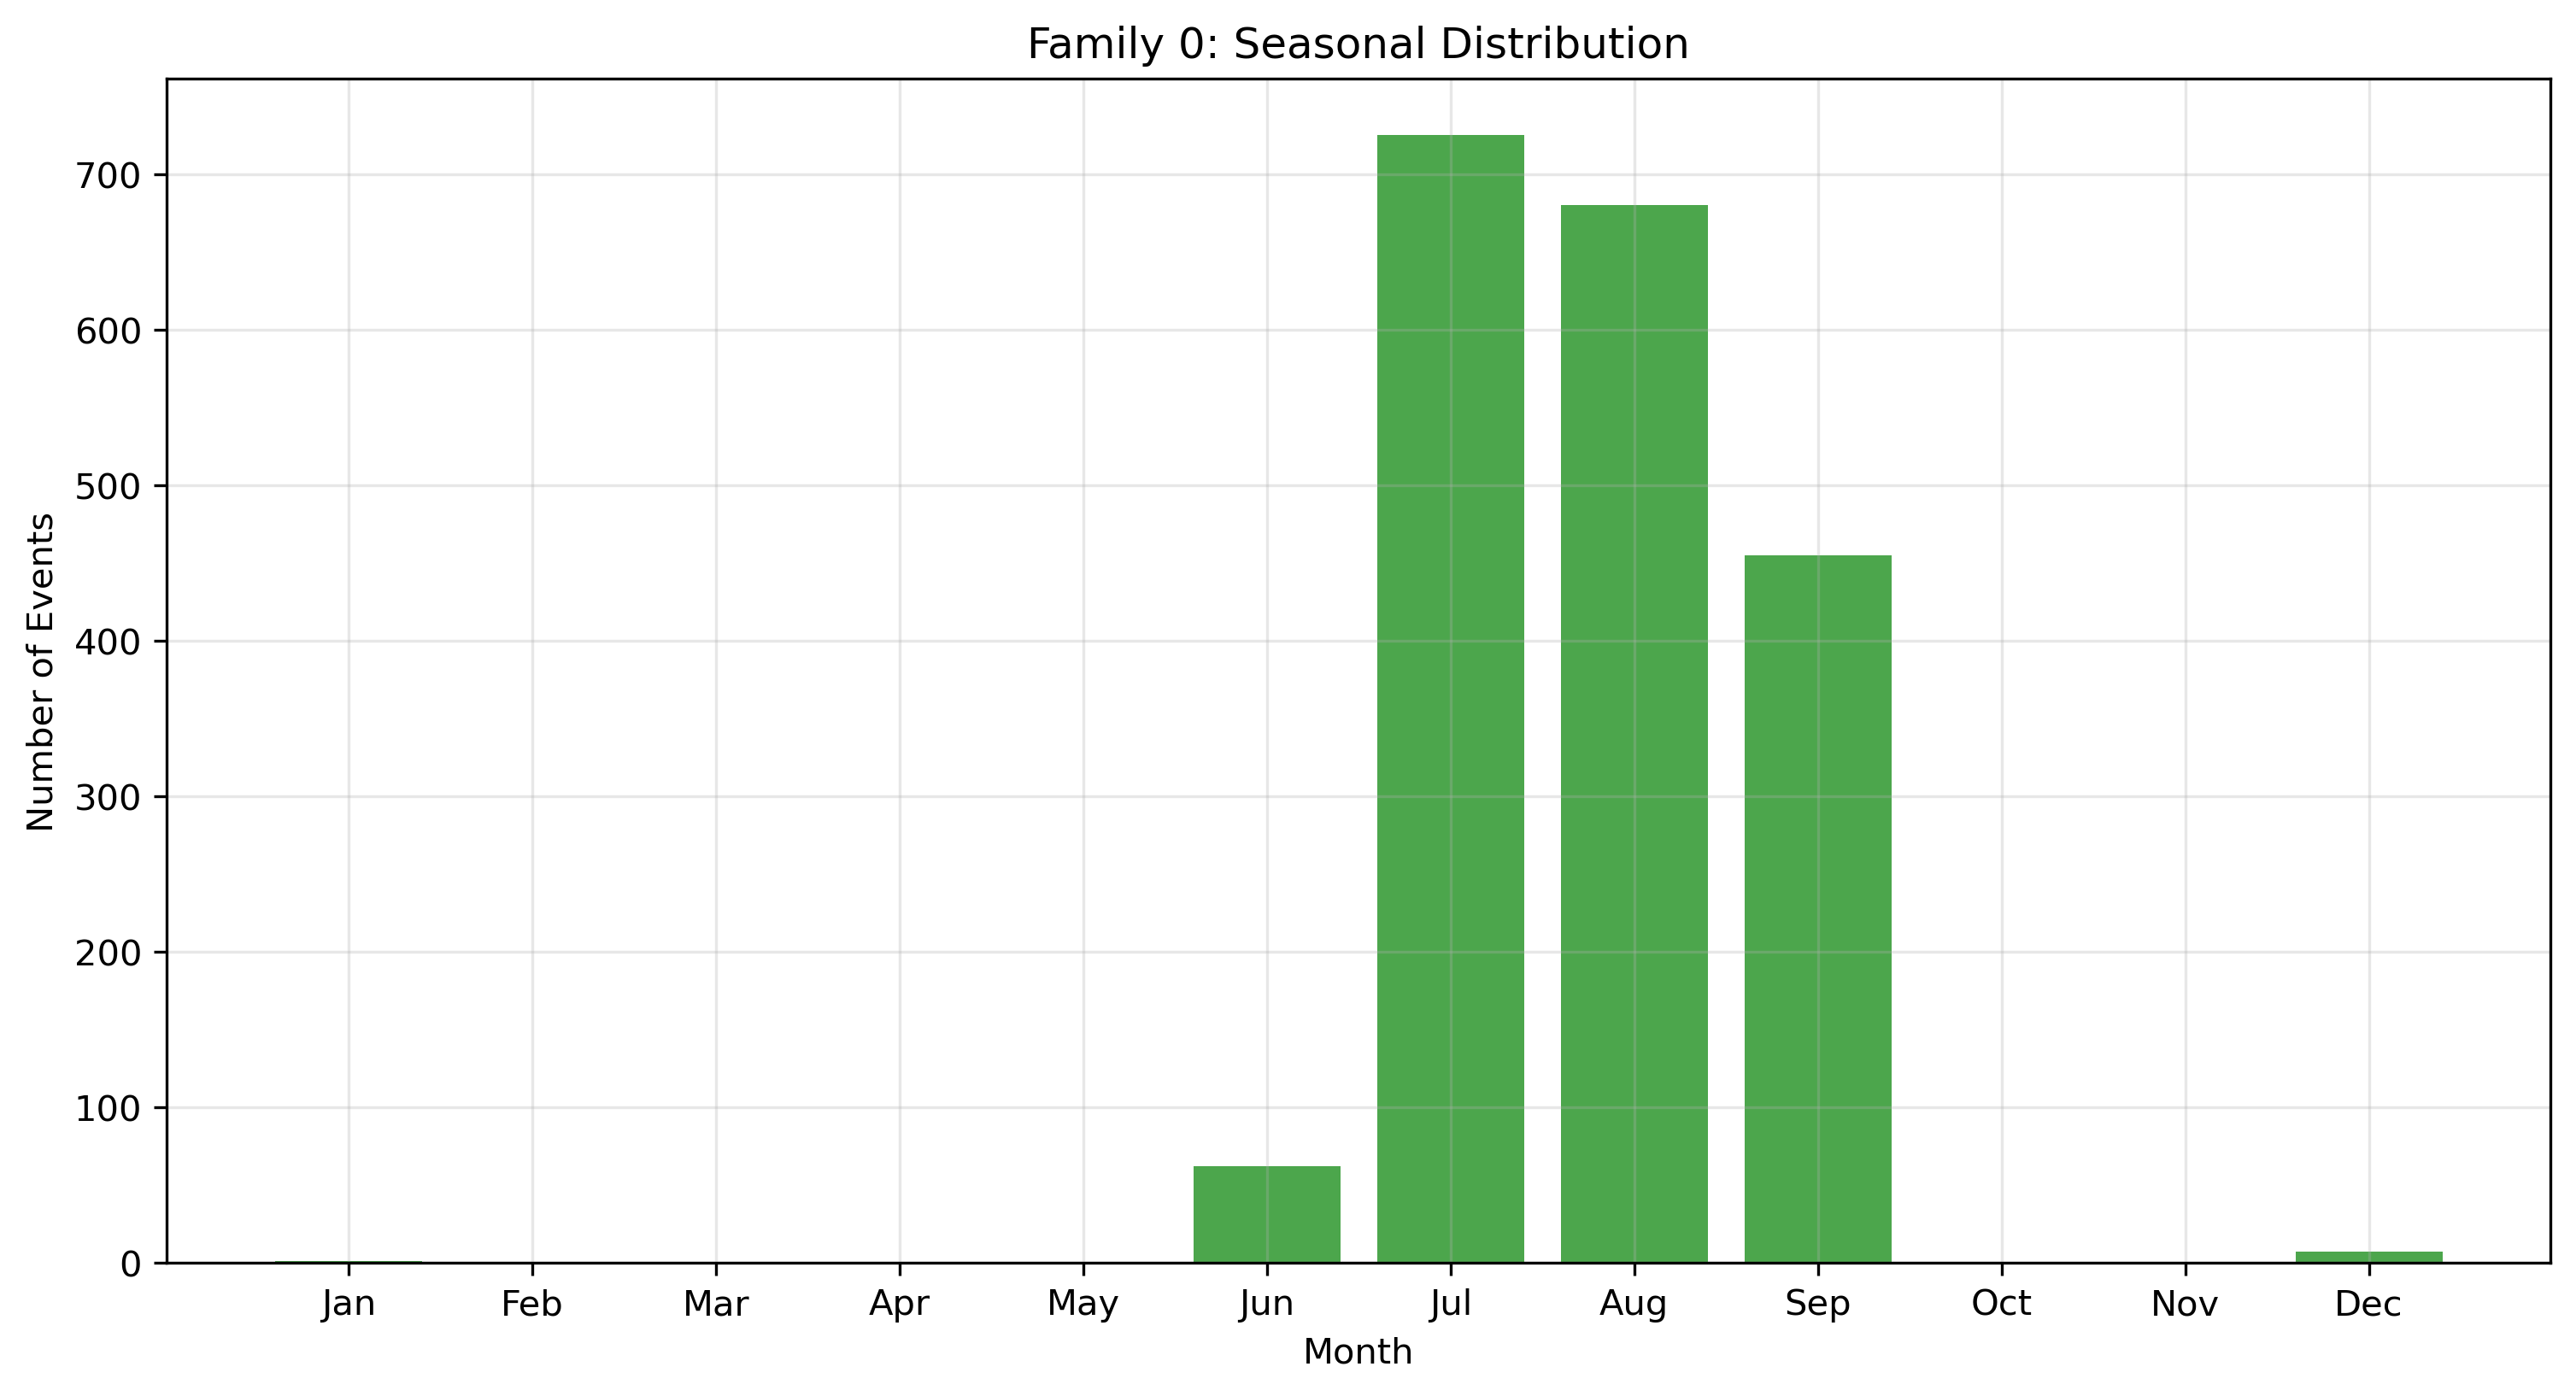 Family 0: Seasonal Distribution
700
600
500
400
300
200
100
0
Number of Events
Jan Feb Mar Apr May Jun Jul Aug Sep Oct Nov Dec
Month